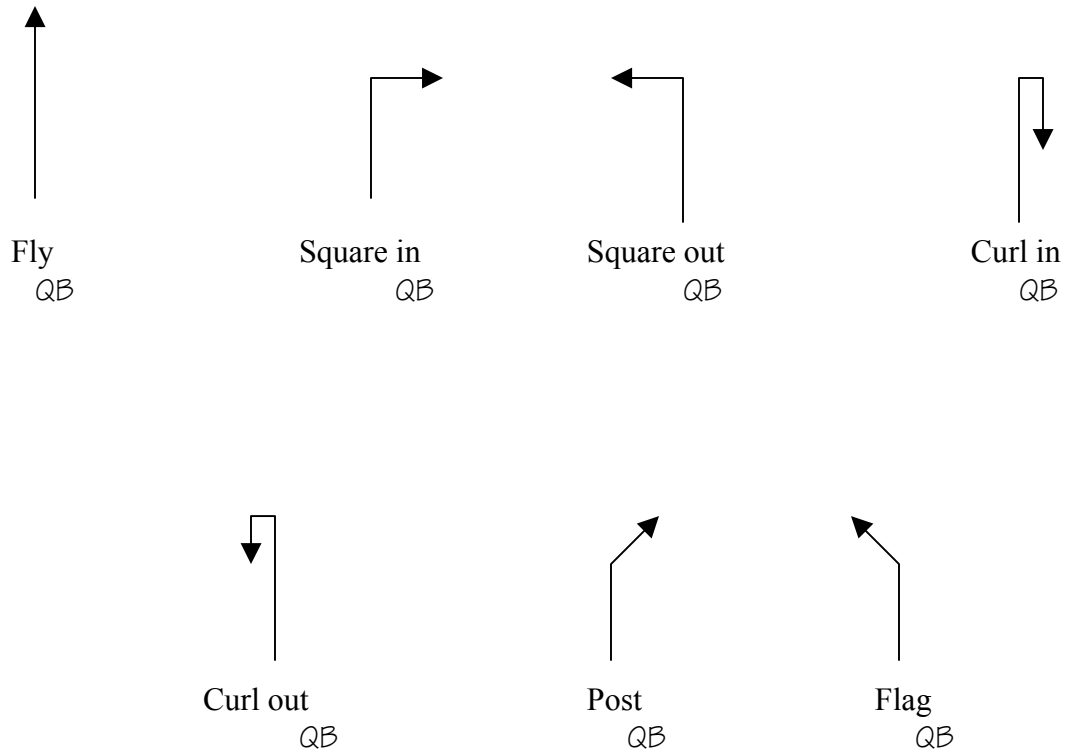 Fly
Square in
Square out
Curl in
QB
QB
QB
QB
Curl out
Post
Flag
QB
QB
QB